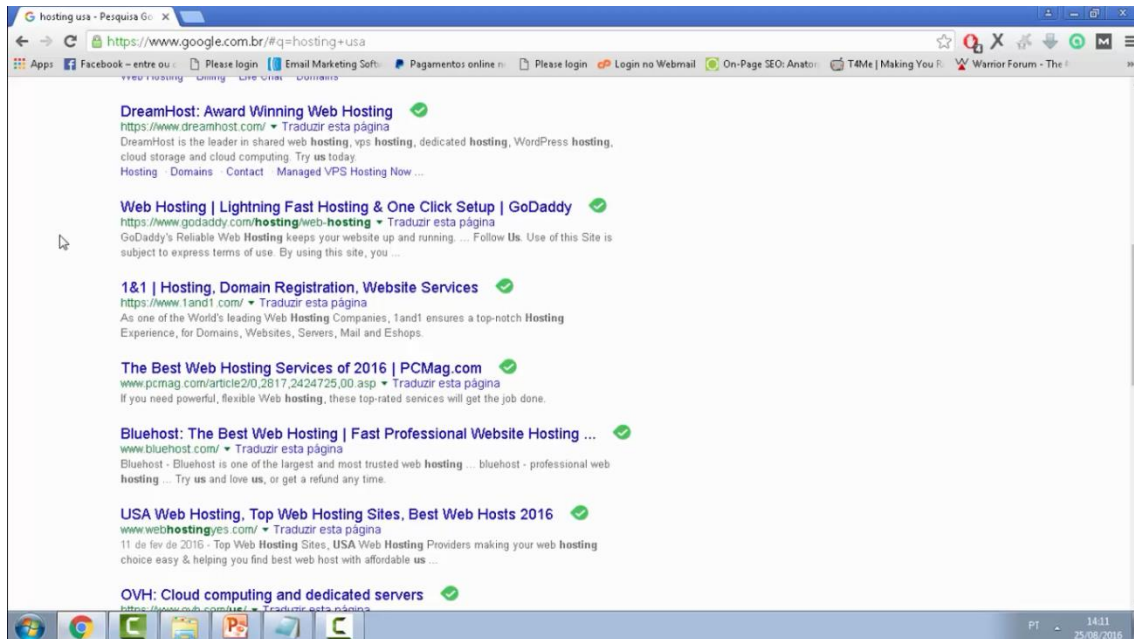 hosting usa - Pesquisa Go
https://www.google.com.br/#q=hosting+usa
Apps Facebook – entre ou Please login Email Marketing Soft Pagamentos online Please login Login no Webmail On-Page SEO: Anator T4Me | Making You Warrior Forum - The
Web Hosting Billing Live Chat Domains
DreamHost: Award Winning Web Hosting
https://www.dreamhost.com/ Traduzir esta página
DreamHost is the leader in shared web hosting, vps hosting, dedicated hosting, WordPress hosting,
cloud storage and cloud computing. Try us today.
Hosting · Domains · Contact · Managed VPS Hosting Now ...
Web Hosting | Lightning Fast Hosting & One Click Setup | GoDaddy
https://www.godaddy.com/hosting/web-hosting Traduzir esta página
GoDaddy's Reliable Web Hosting keeps your website up and running. ... Follow Us. Use of this Site is
subject to express terms of use. By using this site, you ...
1&1 | Hosting, Domain Registration, Website Services
https://www.1and1.com/ Traduzir esta página
As one of the World's leading Web Hosting Companies, 1and1 ensures a top-notch Hosting
Experience, for Domains, Websites, Servers, Mail and Eshops.
The Best Web Hosting Services of 2016 | PCMag.com
www.pcmag.com/article2/0,2817,2424725,00.asp Traduzir esta página
If you need powerful, flexible Web hosting, these top-rated services will get the job done.
Bluehost: The Best Web Hosting | Fast Professional Website Hosting ...
www.bluehost.com/ Traduzir esta página
Bluehost - Bluehost is one of the largest and most trusted web hosting ... bluehost - professional web
hosting ... Try us and love us, or get a refund any time.
USA Web Hosting, Top Web Hosting Sites, Best Web Hosts 2016
www.webhostingyes.com/ Traduzir esta página
11 de fev de 2016 - Top Web Hosting Sites, USA Web Hosting Providers making your web hosting
choice easy & helping you find best web host with affordable us ...
OVH: Cloud computing and dedicated servers
https://www.ovh.com/us/ Traduzir esta página
PT 14:11
25/08/2016